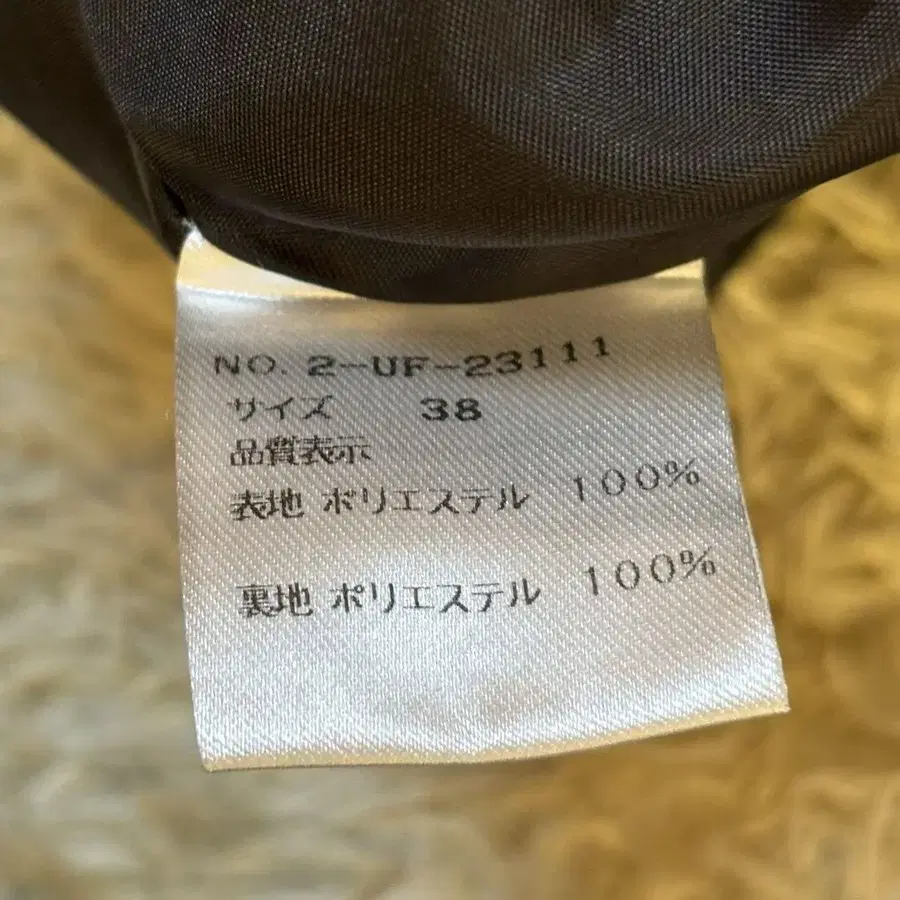 NO. 2-UF-23111
サイズ 38
品質表示
表地 ポリエステル 100%
裏地 ポリエステル 100%